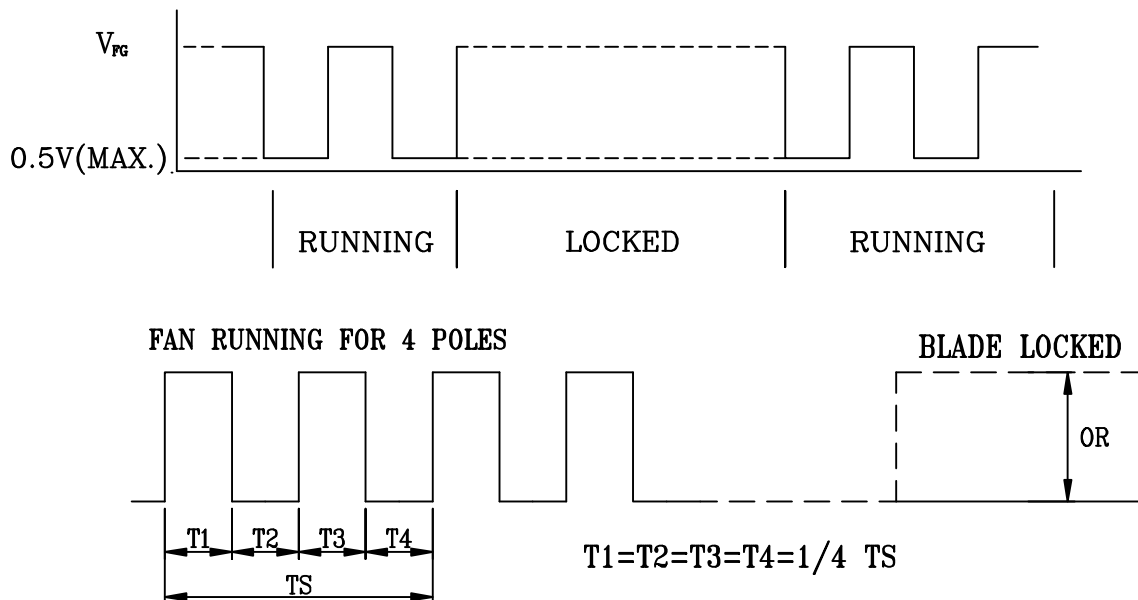 V_FG
0.5V(MAX.)
RUNNING LOCKED RUNNING
FAN RUNNING FOR 4 POLES
BLADE LOCKED
OR
T1 T2 T3 T4
T1=T2=T3=T4=1/4 TS
TS